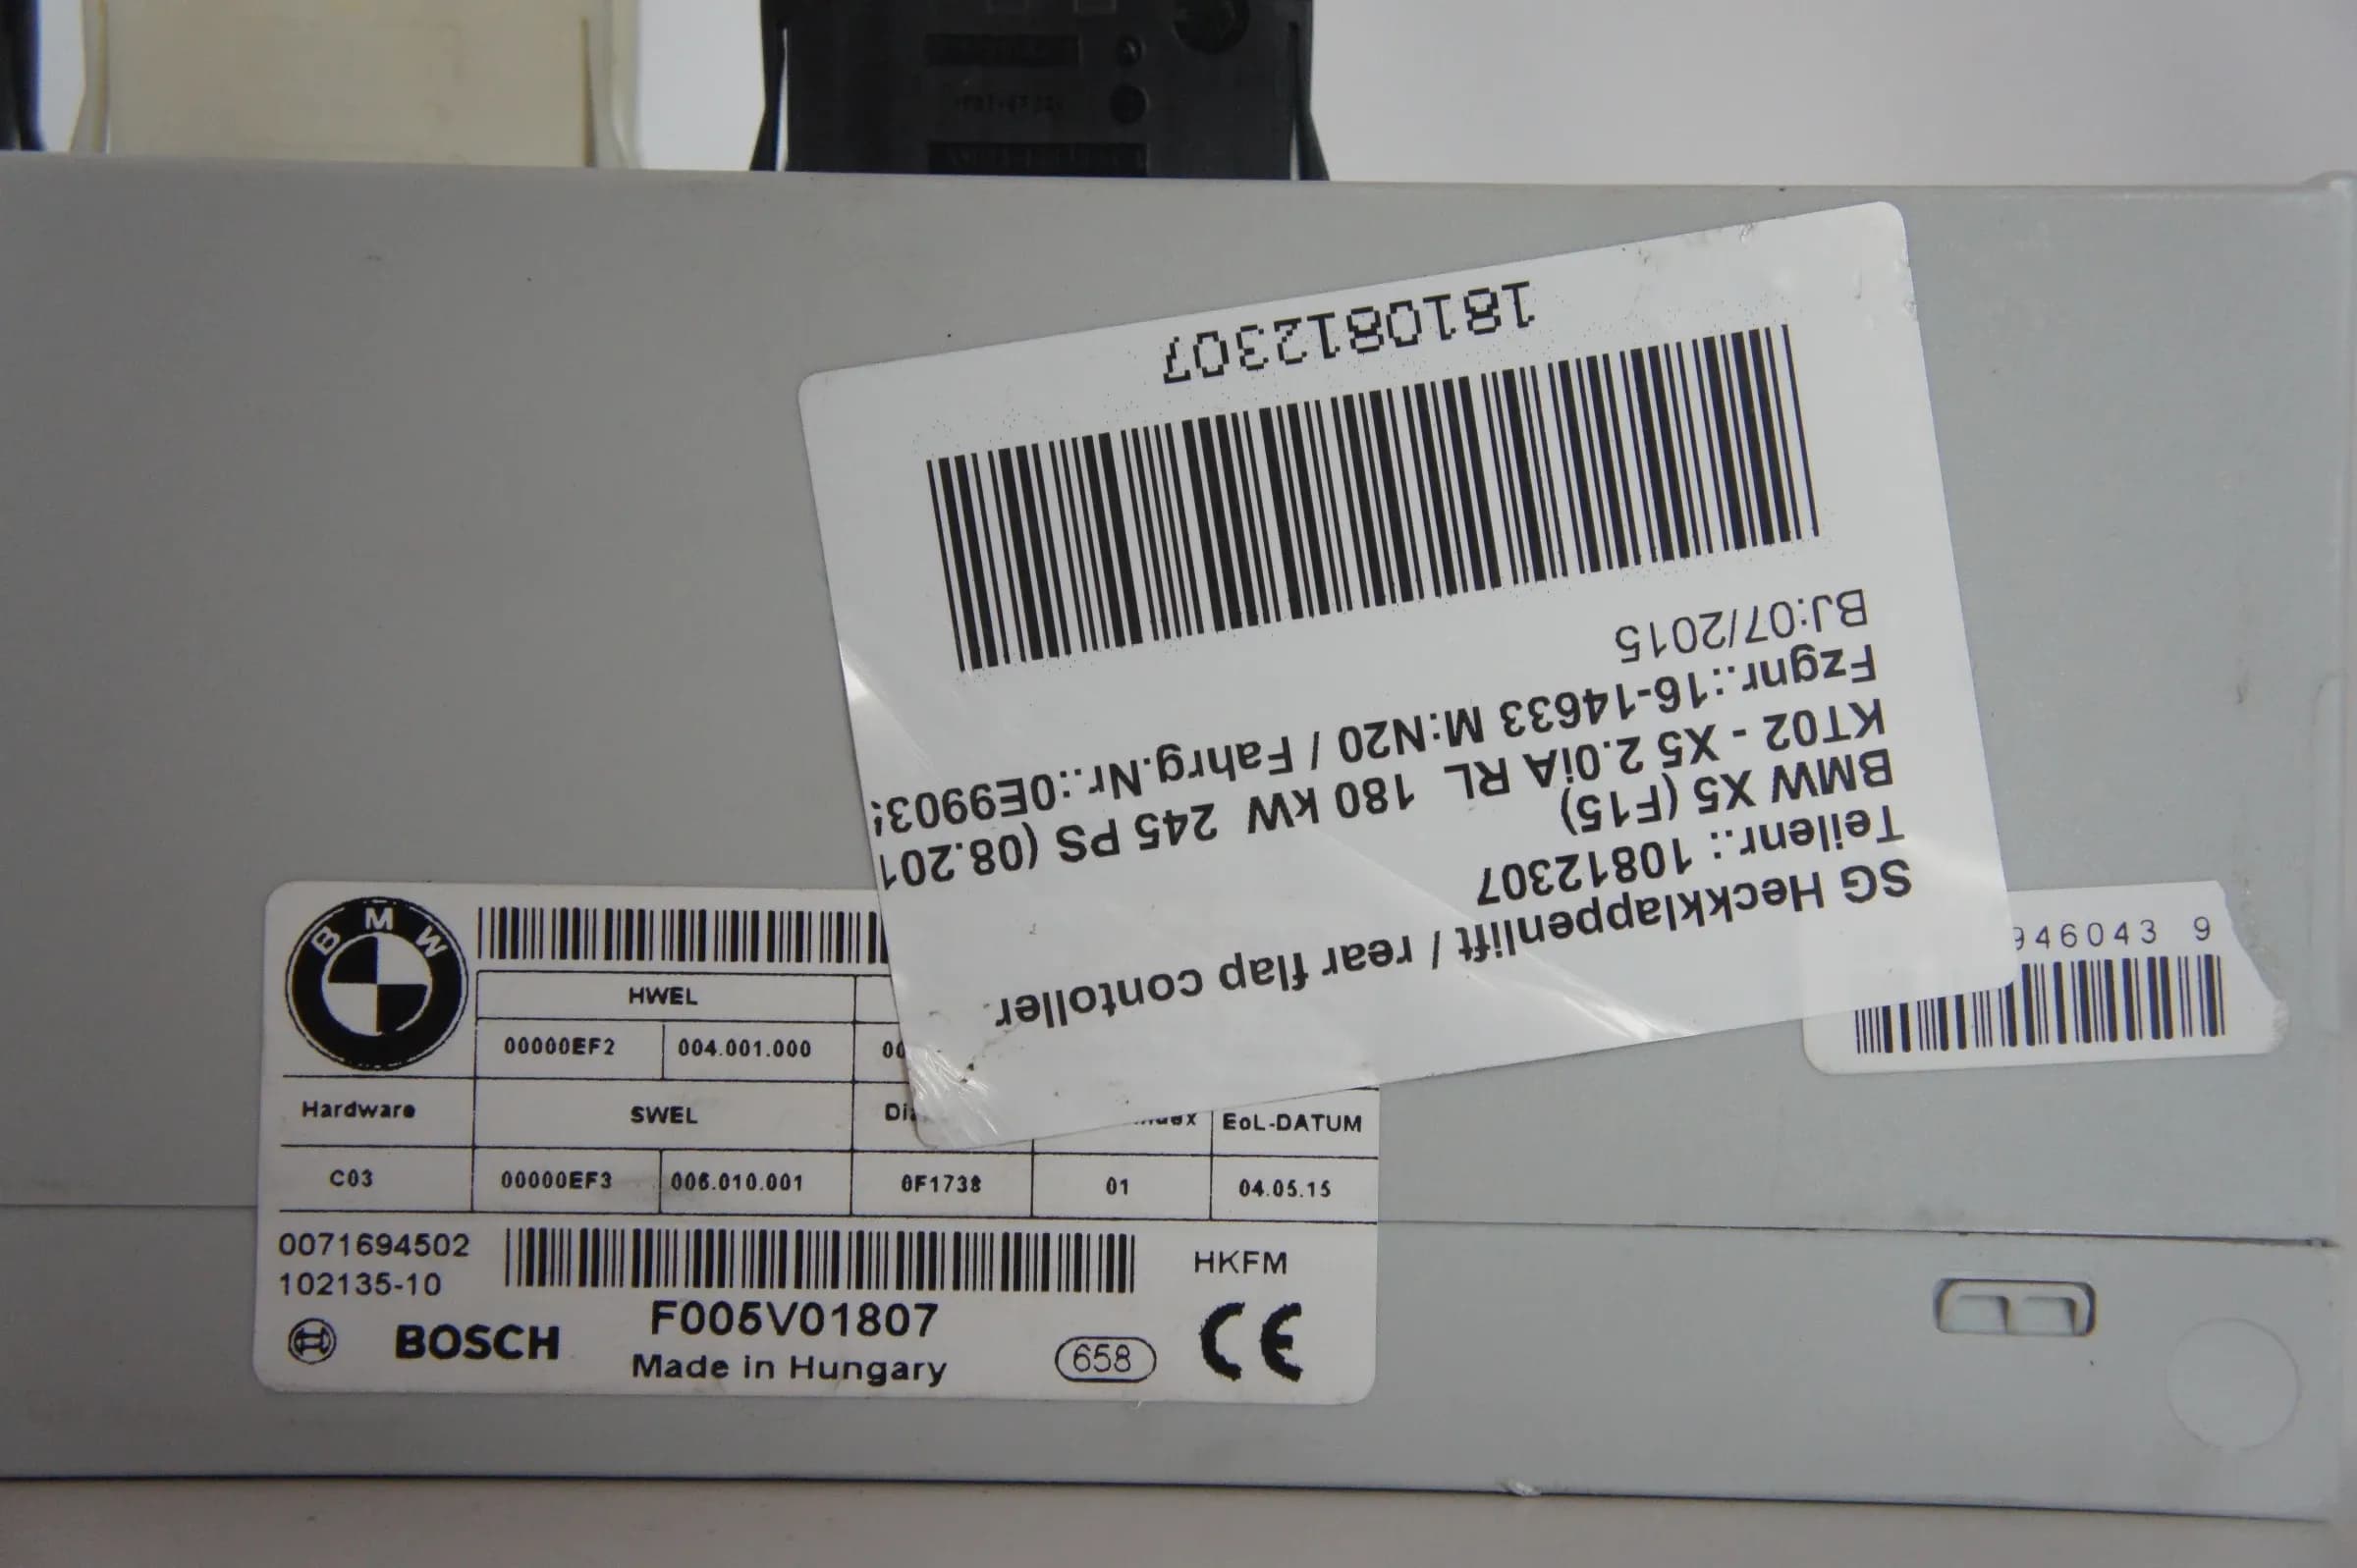 1810812307
BJ:07/2015
Fzgnr.:16-14633 M:N20 / Fahrg.Nr.:0E9903
KT02 - X5 2.0iA RL 180 kW 245 PS (08.201
BMW X5 (F15)
Teilenr.: 10812307
SG Heckklappenlift / rear flap contoller
946043 9
BMW
HWEL
00000EF2 004.001.000 00
Hardware SWEL Di EoL-DATUM
C03 00000EF3 006.010.001 0F1738 01 04.05.15
0071694502
102135-10
HKFM
F005V01807
BOSCH
Made in Hungary
658
CE